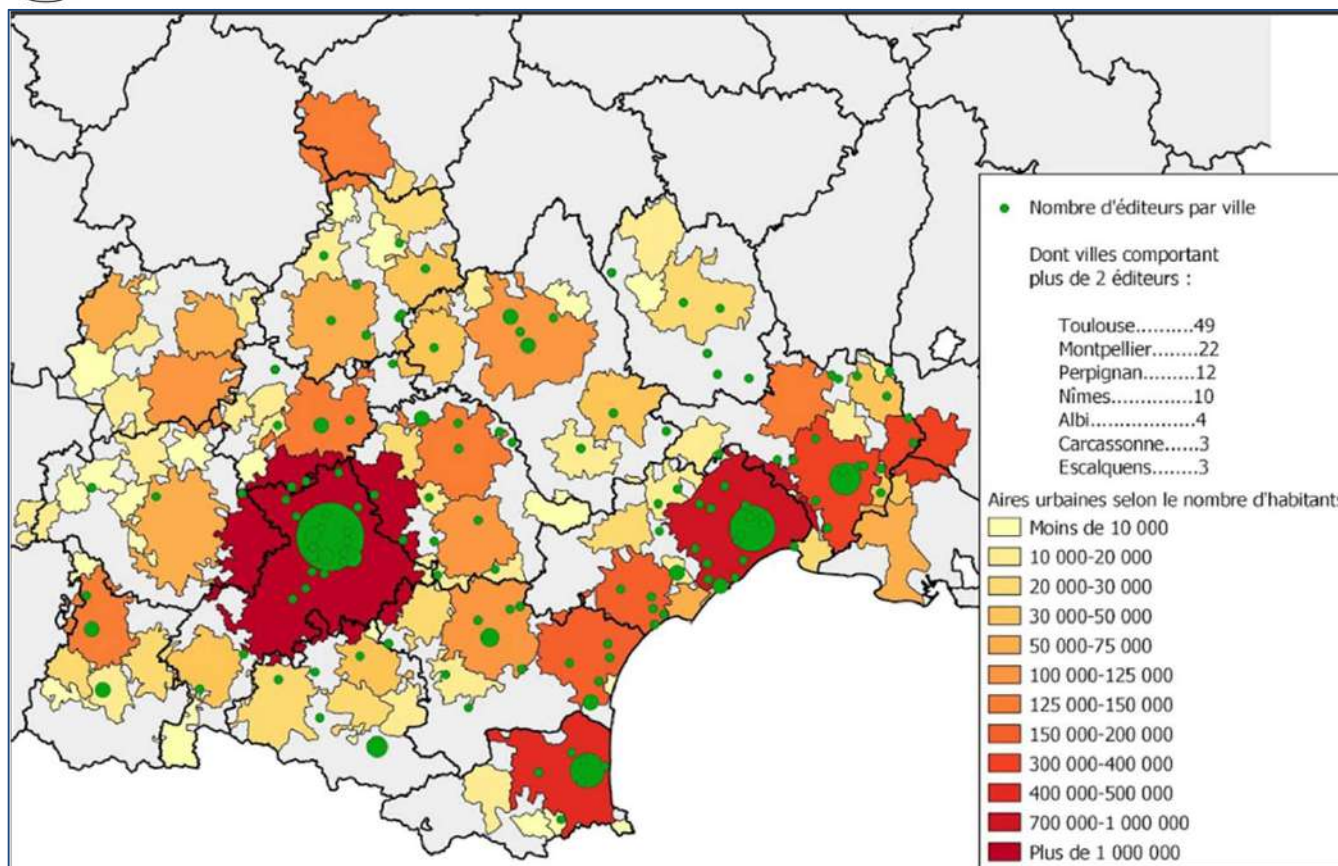 Nombre d'éditeurs par ville
Dont villes comportant
plus de 2 éditeurs :
Toulouse..........49
Montpellier.......22
Perpignan.........12
Nîmes...............10
Albi....................4
Carcassonne......3
Escalquens........3
Aires urbaines selon le nombre d'habitants
Moins de 10 000
10 000-20 000
20 000-30 000
30 000-50 000
50 000-75 000
100 000-125 000
125 000-150 000
150 000-200 000
300 000-400 000
400 000-500 000
700 000-1 000 000
Plus de 1 000 000